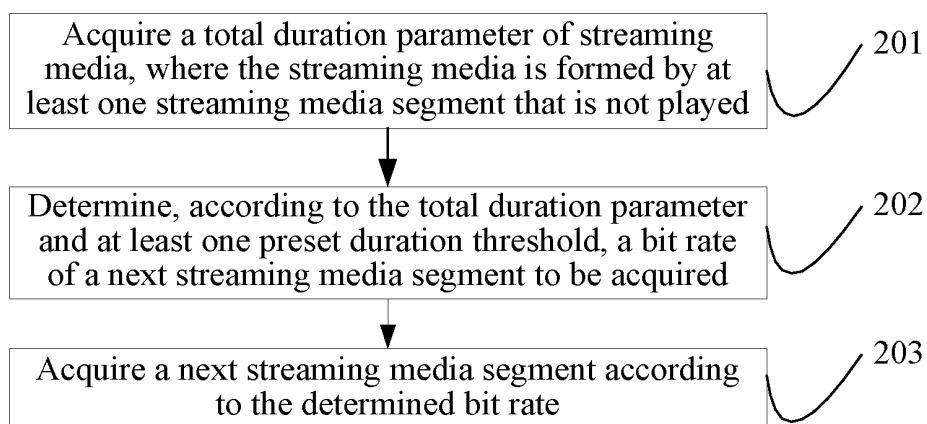 Acquire a total duration parameter of streaming
media, where the streaming media is formed by at
least one streaming media segment that is not played
201
Determine, according to the total duration parameter
and at least one preset duration threshold, a bit rate
of a next streaming media segment to be acquired
202
Acquire a next streaming media segment according
to the determined bit rate
203